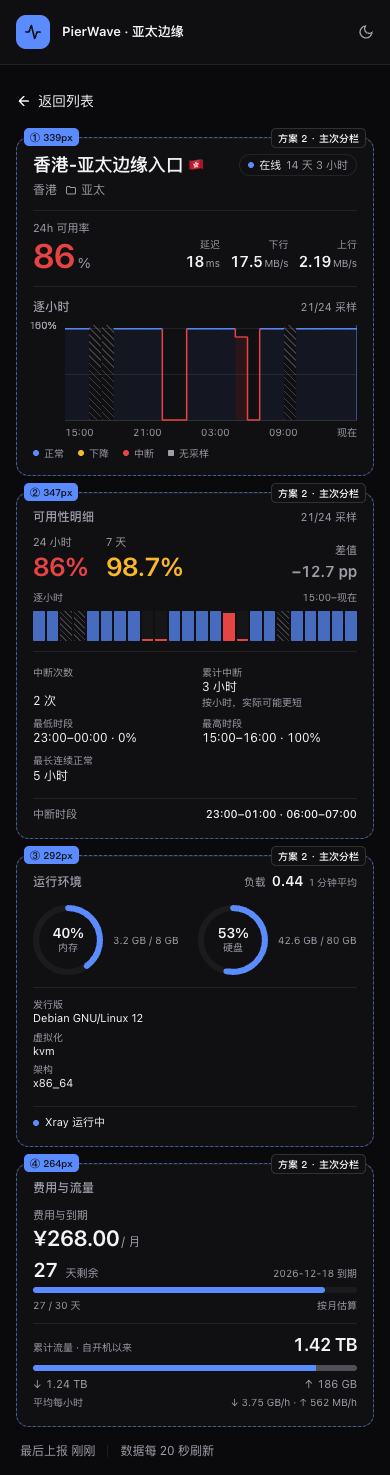 PierWave · 亚太边缘
返回列表
① 339px
方案 2 · 主次分栏
香港-亚太边缘入口
在线 14 天 3 小时
香港 亚太
24h 可用率
86 %
延迟 下行 上行
18 ms 17.5 MB/s 2.19 MB/s
逐小时 21/24 采样
15:00 21:00 03:00 09:00 现在
正常 下降 中断 无采样
② 347px
方案 2 · 主次分栏
可用性明细 21/24 采样
24 小时 7 天 差值
86% 98.7% −12.7 pp
逐小时 15:00–现在
中断次数
2 次
累计中断
3 小时
按小时，实际可能更短
最低时段
23:00–00:00 · 0%
最高时段
15:00–16:00 · 100%
最长连续正常
5 小时
中断时段 23:00–01:00 · 06:00–07:00
③ 292px
方案 2 · 主次分栏
运行环境 负载 0.44 1 分钟平均
40%
内存
3.2 GB / 8 GB
53%
硬盘
42.6 GB / 80 GB
发行版
Debian GNU/Linux 12
虚拟化
kvm
架构
x86_64
Xray 运行中
④ 264px
方案 2 · 主次分栏
费用与流量
费用与到期
¥268.00 / 月
27 天剩余 2026-12-18 到期
27 / 30 天 按月估算
累计流量 · 自开机以来 1.42 TB
↓ 1.24 TB ↑ 186 GB
平均每小时 ↓ 3.75 GB/h · ↑ 562 MB/h
最后上报 刚刚 数据每 20 秒刷新